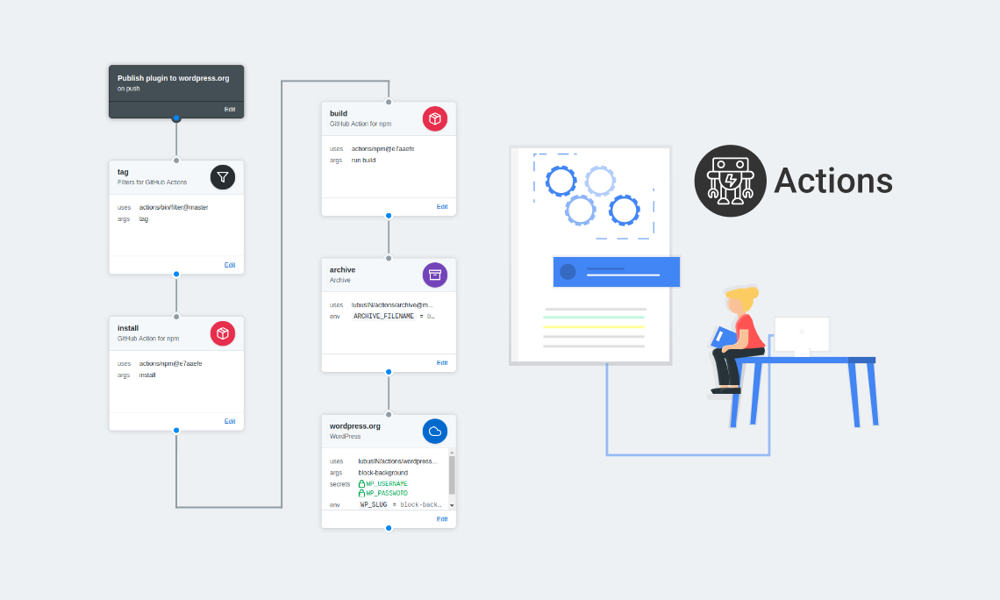 Publish plugin to wordpress.org
on push
Edit
tag
Filters for GitHub Actions
uses actions/bin/filter@master
args tag
Edit
install
GitHub Action for npm
uses actions/npm@e7aaefe
args install
Edit
build
GitHub Action for npm
uses actions/npm@e7aaefe
args run build
Edit
archive
Archive
uses lubusIN/actions/archive@m...
env ARCHIVE_FILENAME = b...
Edit
wordpress.org
WordPress
uses lubusIN/actions/wordpress...
args block-background
secrets WP_USERNAME
WP_PASSWORD
env WP_SLUG = block-back...
Edit
Actions